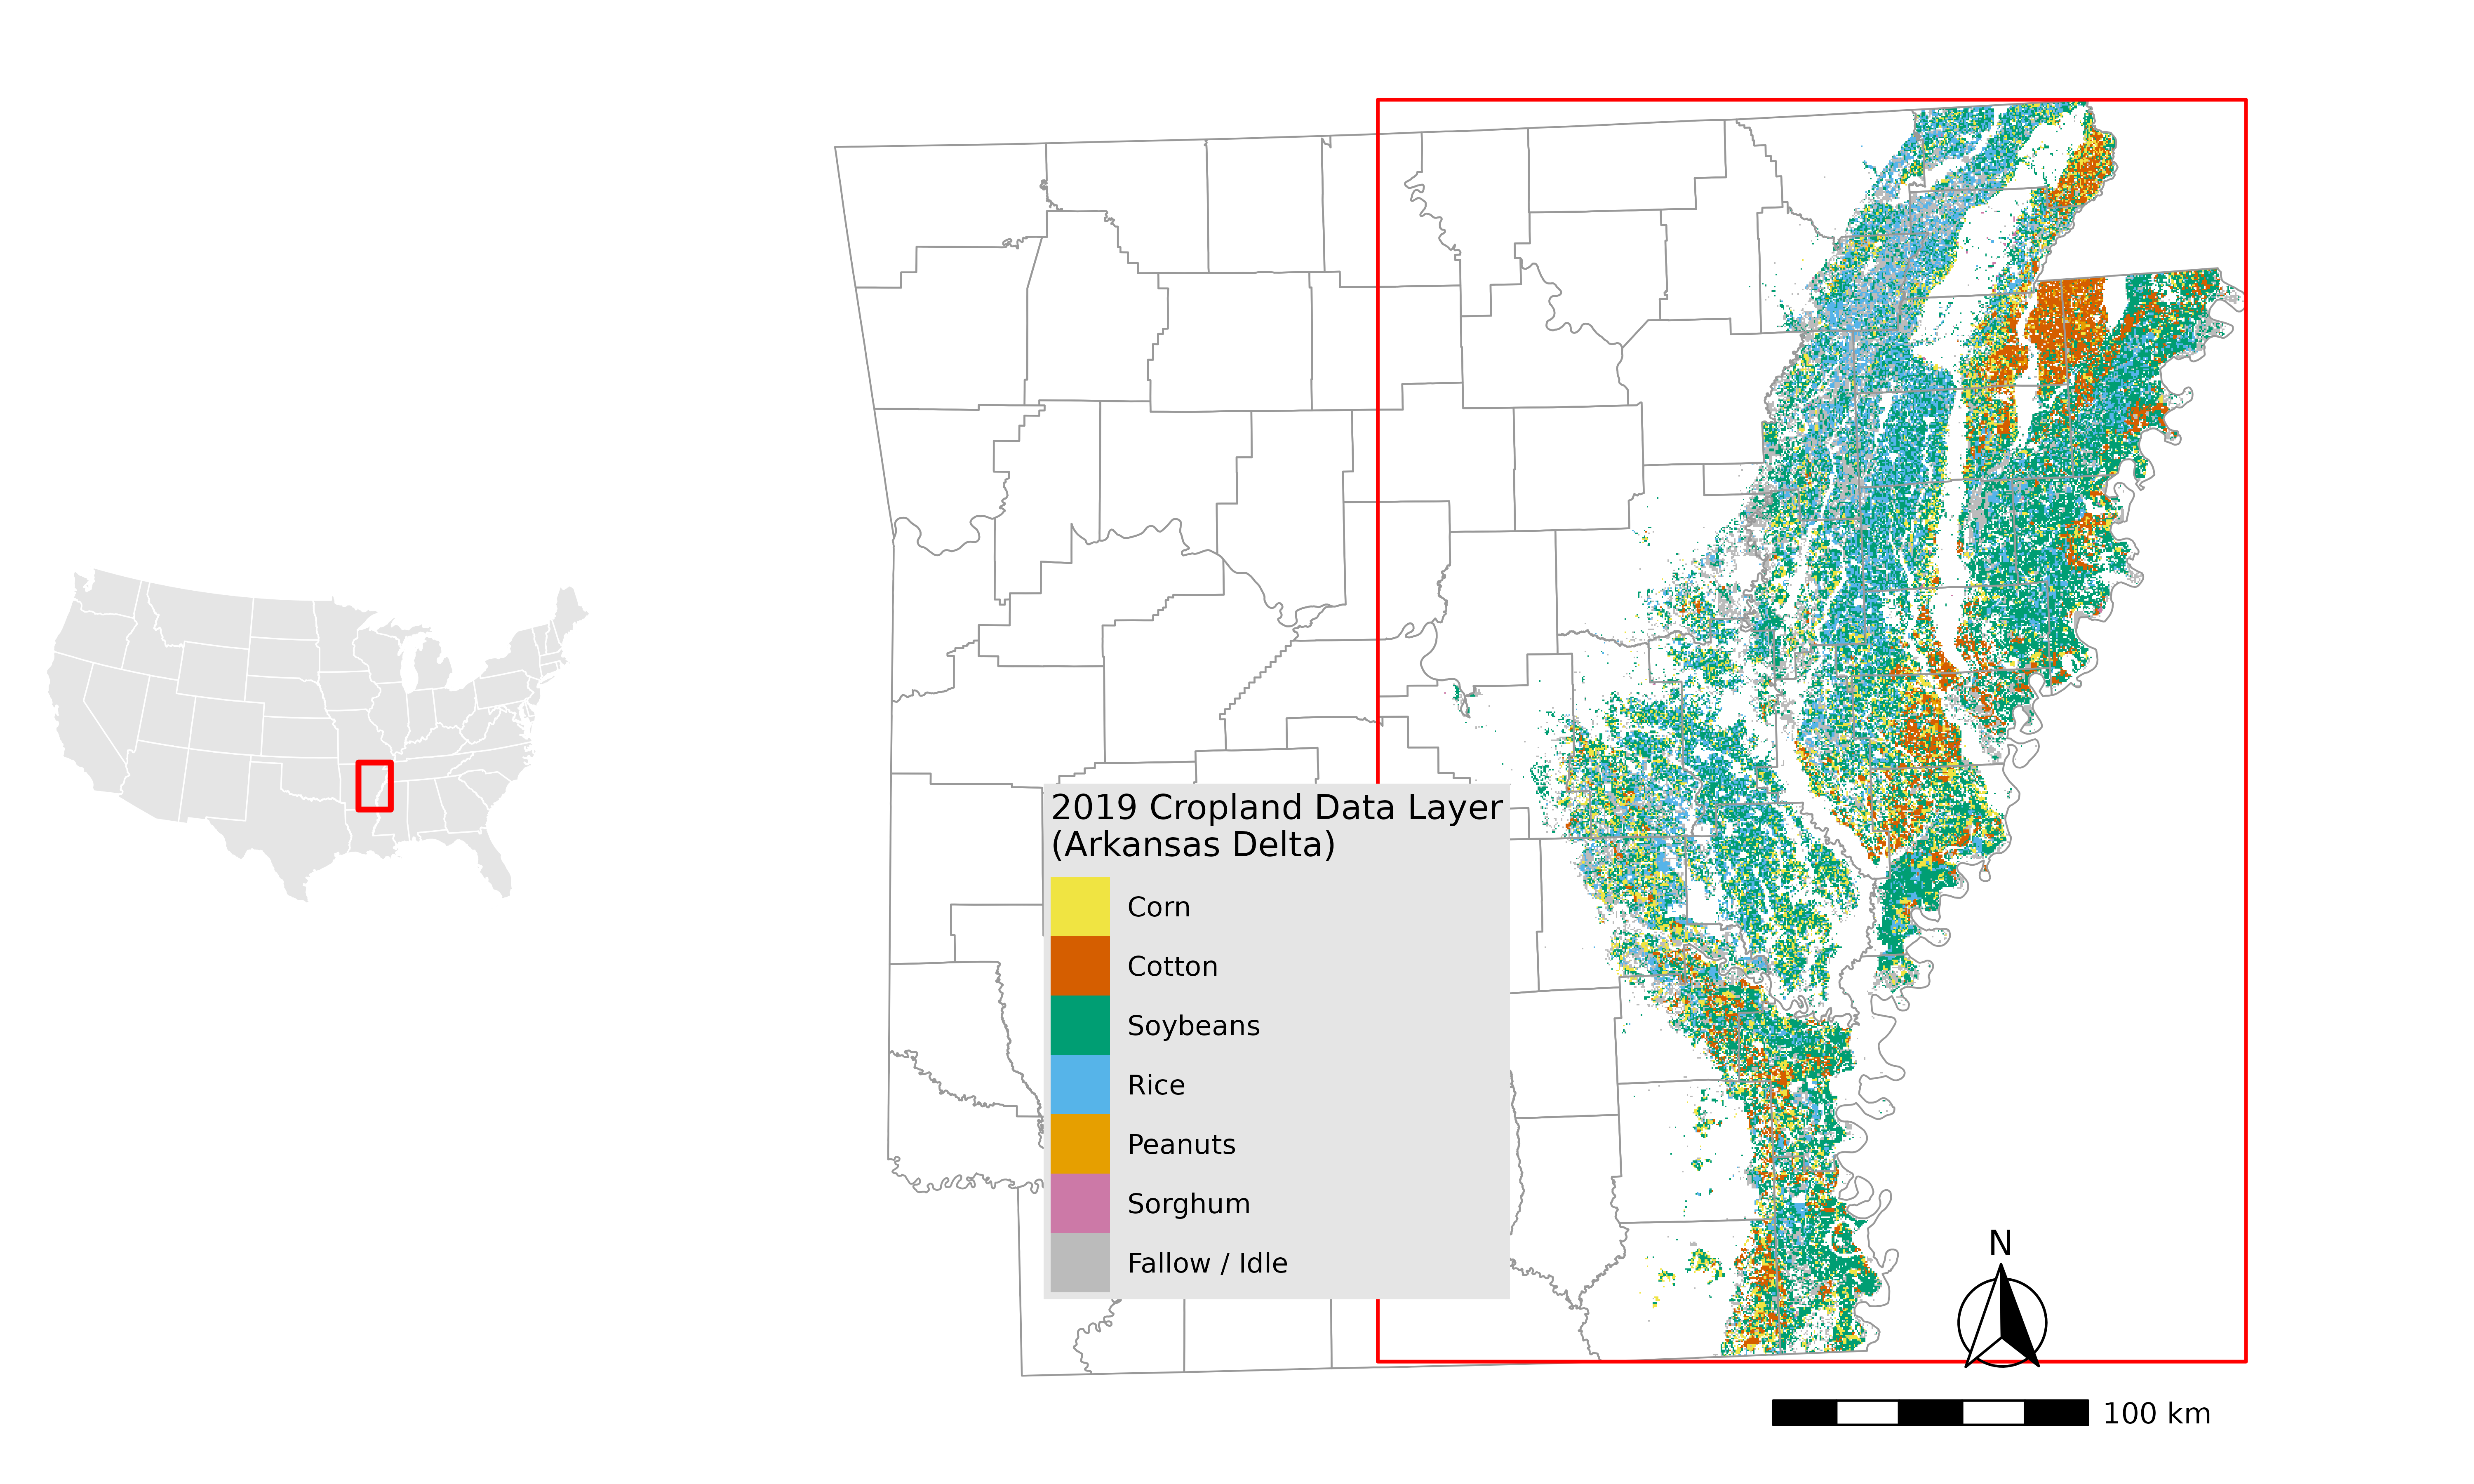 2019 Cropland Data Layer
(Arkansas Delta)
Corn
Cotton
Soybeans
Rice
Peanuts
Sorghum
Fallow / Idle
N
100 km